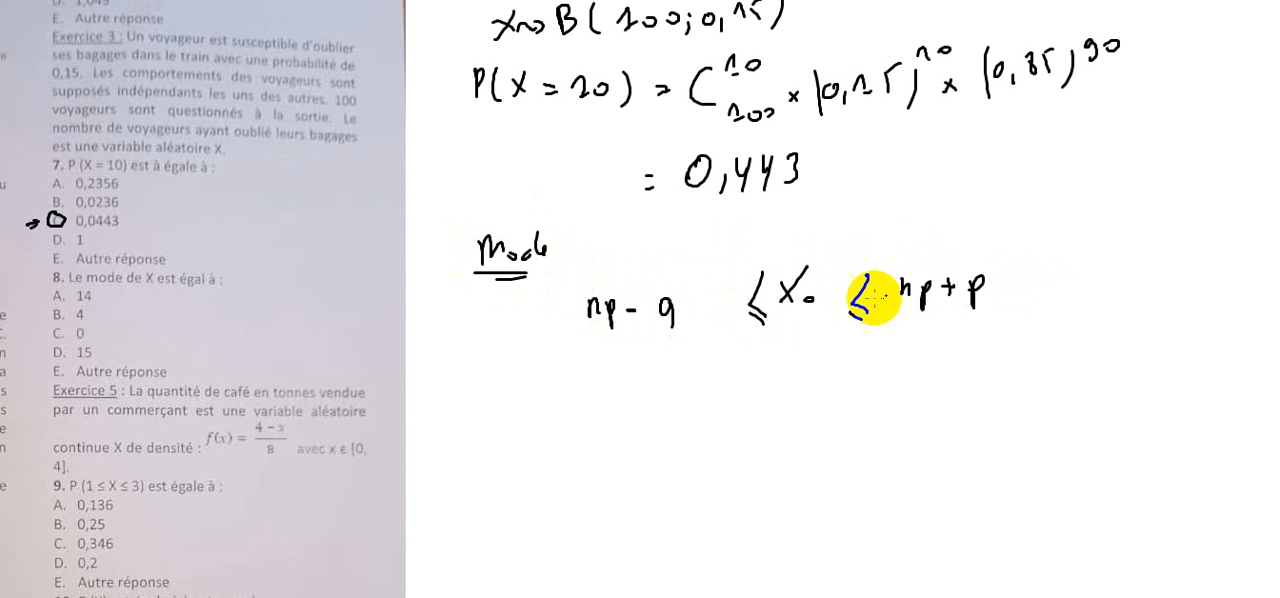 D. 1,049
E. Autre réponse
Exercice 3 : Un voyageur est susceptible d'oublier
ses bagages dans le train avec une probabilité de
0,15. Les comportements des voyageurs sont
supposés indépendants les uns des autres. 100
voyageurs sont questionnés à la sortie. Le
nombre de voyageurs ayant oublié leurs bagages
est une variable aléatoire X.
7. P (X = 10) est à égale à :
A. 0,2356
B. 0,0236
0,0443
D. 1
E. Autre réponse
8. Le mode de X est égal à :
A. 14
B. 4
C. 0
D. 15
E. Autre réponse
Exercice 5 : La quantité de café en tonnes vendue
par un commerçant est une variable aléatoire
continue X de densité : f(x) = (4 - x)/8 avec x ∈ [0,
4].
9. P (1 ≤ X ≤ 3) est égale à :
A. 0,136
B. 0,25
C. 0,346
D. 0,2
E. Autre réponse
X~>B(100; 0,15)
P(X = 10) = C^10_100 × (0,15)^10 × (0,85)^90
= 0,443
Mode
np - q ≤ X₀ ≤ np + p